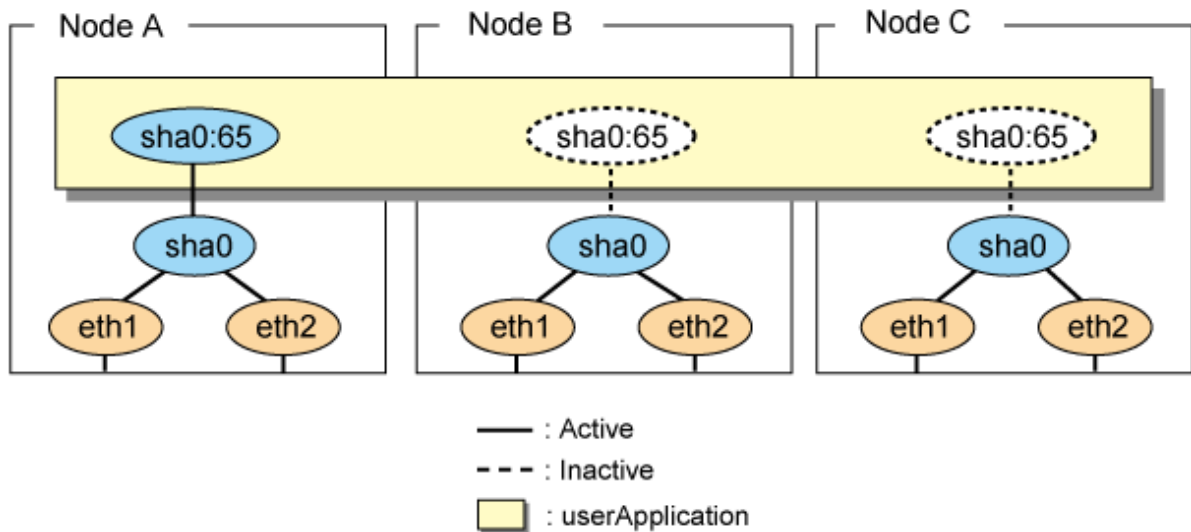 Node A
Node B
Node C
sha0:65
sha0:65
sha0:65
sha0
sha0
sha0
eth1
eth2
eth1
eth2
eth1
eth2
: Active
: Inactive
: userApplication